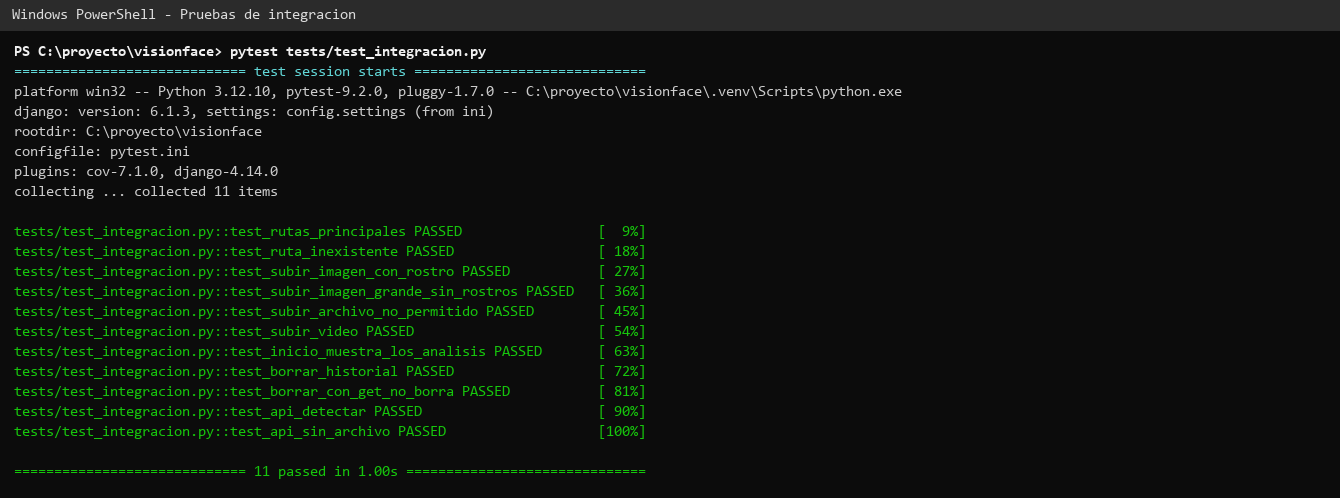 Windows PowerShell - Pruebas de integracion
PS C:\proyecto\visionface> pytest tests/test_integracion.py
============================= test session starts =============================
platform win32 -- Python 3.12.10, pytest-9.2.0, pluggy-1.7.0 -- C:\proyecto\visionface\.venv\Scripts\python.exe
django: version: 6.1.3, settings: config.settings (from ini)
rootdir: C:\proyecto\visionface
configfile: pytest.ini
plugins: cov-7.1.0, django-4.14.0
collecting ... collected 11 items
tests/test_integracion.py::test_rutas_principales PASSED                 [  9%]
tests/test_integracion.py::test_ruta_inexistente PASSED                  [ 18%]
tests/test_integracion.py::test_subir_imagen_con_rostro PASSED           [ 27%]
tests/test_integracion.py::test_subir_imagen_grande_sin_rostros PASSED   [ 36%]
tests/test_integracion.py::test_subir_archivo_no_permitido PASSED        [ 45%]
tests/test_integracion.py::test_subir_video PASSED                       [ 54%]
tests/test_integracion.py::test_inicio_muestra_los_analisis PASSED       [ 63%]
tests/test_integracion.py::test_borrar_historial PASSED                  [ 72%]
tests/test_integracion.py::test_borrar_con_get_no_borra PASSED           [ 81%]
tests/test_integracion.py::test_api_detectar PASSED                      [ 90%]
tests/test_integracion.py::test_api_sin_archivo PASSED                   [100%]
============================= 11 passed in 1.00s ==============================